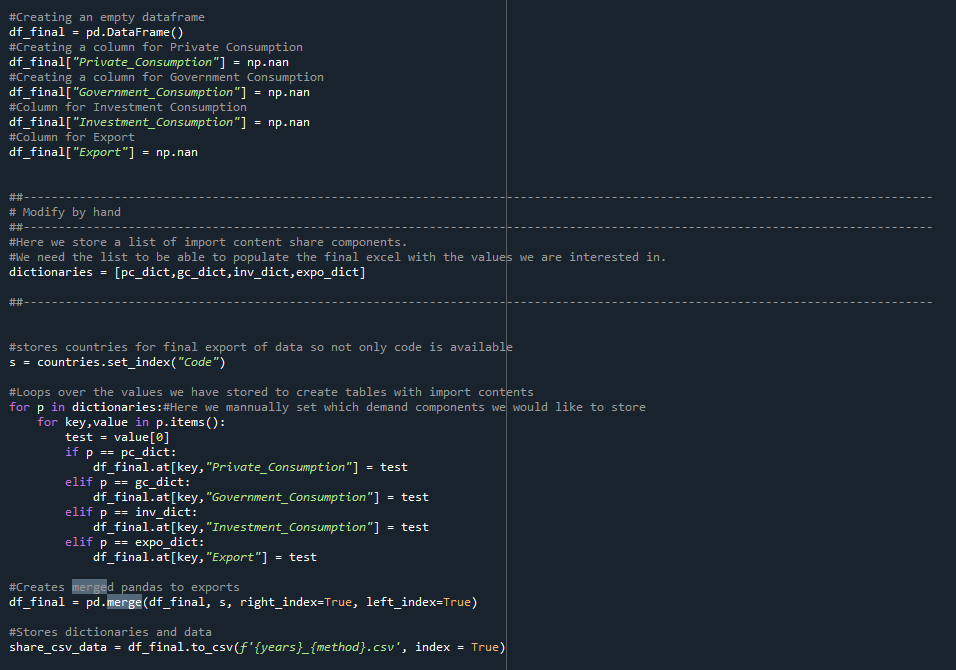 #Creating an empty dataframe
df_final = pd.DataFrame()
#Creating a column for Private Consumption
df_final["Private_Consumption"] = np.nan
#Creating a column for Government Consumption
df_final["Government_Consumption"] = np.nan
#Column for Investment Consumption
df_final["Investment_Consumption"] = np.nan
#Column for Export
df_final["Export"] = np.nan
##----------------------------------------------------------------------------------------------------------------------------------
# Modify by hand
##----------------------------------------------------------------------------------------------------------------------------------
#Here we store a list of import content share components.
#We need the list to be able to populate the final excel with the values we are interested in.
dictionaries = [pc_dict,gc_dict,inv_dict,expo_dict]
##----------------------------------------------------------------------------------------------------------------------------------
#stores countries for final export of data so not only code is available
s = countries.set_index("Code")
#Loops over the values we have stored to create tables with import contents
for p in dictionaries:#Here we mannually set which demand components we would like to store
    for key,value in p.items():
        test = value[0]
        if p == pc_dict:
            df_final.at[key,"Private_Consumption"] = test
        elif p == gc_dict:
            df_final.at[key,"Government_Consumption"] = test
        elif p == inv_dict:
            df_final.at[key,"Investment_Consumption"] = test
        elif p == expo_dict:
            df_final.at[key,"Export"] = test
#Creates merged pandas to exports
df_final = pd.merge(df_final, s, right_index=True, left_index=True)
#Stores dictionaries and data
share_csv_data = df_final.to_csv(f'{years}_{method}.csv', index = True)